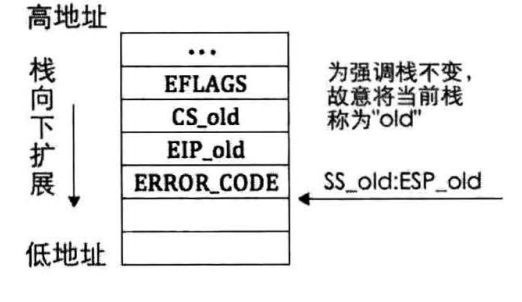 高地址
...
EFLAGS
CS_old
EIP_old
ERROR_CODE
栈向下扩展
低地址
为强调栈不变，
故意将当前栈
称为"old"
SS_old:ESP_old